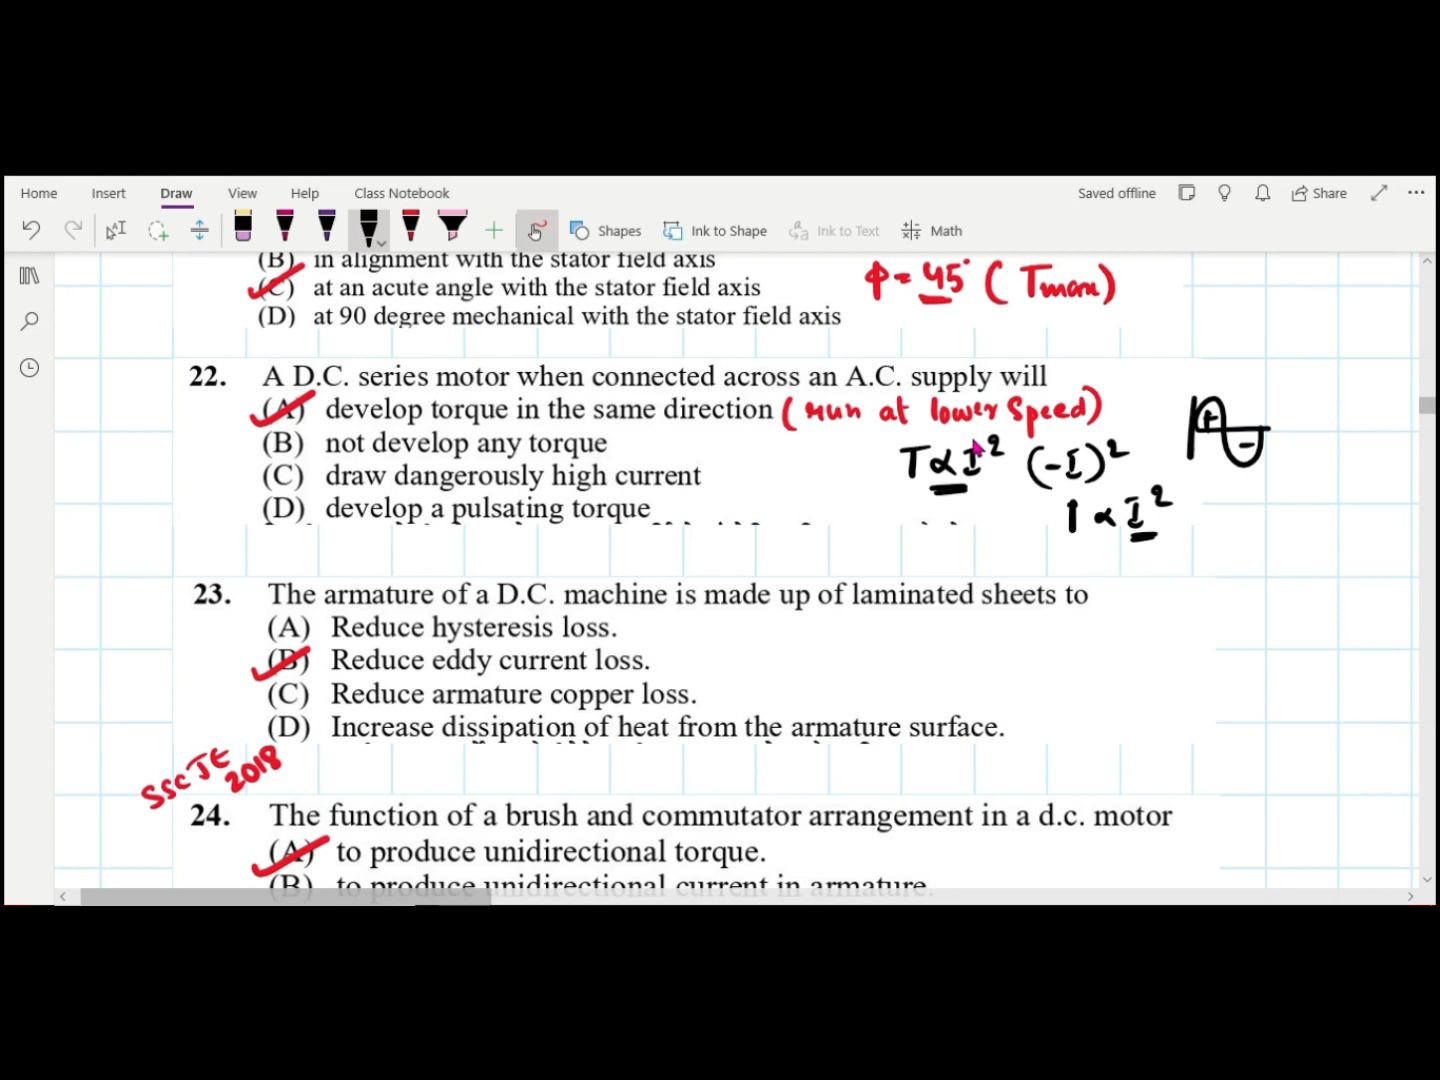 Home Insert Draw View Help Class Notebook Saved offline Share
Shapes Ink to Shape Ink to Text Math
(B) in alignment with the stator field axis
(C) at an acute angle with the stator field axis
φ = 45° (Tmax)
(D) at 90 degree mechanical with the stator field axis
22. A D.C. series motor when connected across an A.C. supply will
(A) develop torque in the same direction (run at lower speed)
(B) not develop any torque
T ∝ I² (-I)²
+
-
(C) draw dangerously high current
(D) develop a pulsating torque
∝ I²
23. The armature of a D.C. machine is made up of laminated sheets to
(A) Reduce hysteresis loss.
(B) Reduce eddy current loss.
(C) Reduce armature copper loss.
(D) Increase dissipation of heat from the armature surface.
SSC JE
2018
24. The function of a brush and commutator arrangement in a d.c. motor
(A) to produce unidirectional torque.
(B) to produce unidirectional current in armature.